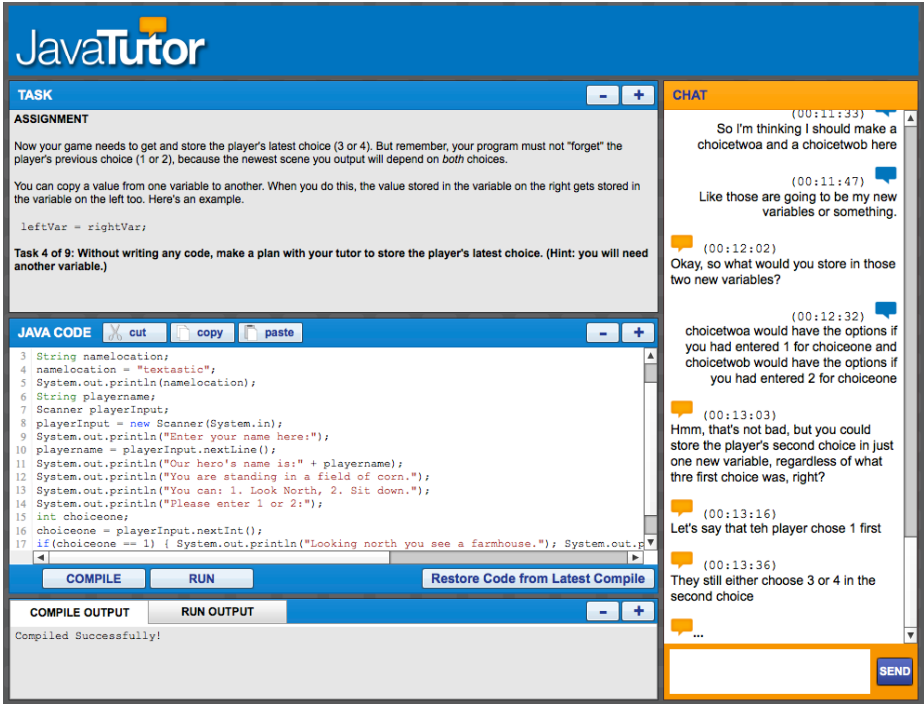 JavaTutor
TASK
- +
ASSIGNMENT
Now your game needs to get and store the player's latest choice (3 or 4). But remember, your program must not "forget" the
player's previous choice (1 or 2), because the newest scene you output will depend on both choices.
You can copy a value from one variable to another. When you do this, the value stored in the variable on the right gets stored in
the variable on the left too. Here's an example.
leftVar = rightVar;
Task 4 of 9: Without writing any code, make a plan with your tutor to store the player's latest choice. (Hint: you will need
another variable.)
JAVA CODE cut copy paste - +
3 String namelocation;
4 namelocation = "textastic";
5 System.out.println(namelocation);
6 String playername;
7 Scanner playerInput;
8 playerInput = new Scanner(System.in);
9 System.out.println("Enter your name here:");
10 playername = playerInput.nextLine();
11 System.out.println("Our hero's name is:" + playername);
12 System.out.println("You are standing in a field of corn.");
13 System.out.println("You can: 1. Look North, 2. Sit down.");
14 System.out.println("Please enter 1 or 2:");
15 int choiceone;
16 choiceone = playerInput.nextInt();
17 if(choiceone == 1) { System.out.println("Looking north you see a farmhouse."); System.out.p
COMPILE RUN Restore Code from Latest Compile
COMPILE OUTPUT RUN OUTPUT - +
Compiled Successfully!
CHAT
(00:11:33)
So I'm thinking I should make a
choicetwoa and a choicetwob here
(00:11:47)
Like those are going to be my new
variables or something.
(00:12:02)
Okay, so what would you store in those
two new variables?
(00:12:32)
choicetwoa would have the options if
you had entered 1 for choiceone and
choicetwob would have the options if
you had entered 2 for choiceone
(00:13:03)
Hmm, that's not bad, but you could
store the player's second choice in just
one new variable, regardless of what
thre first choice was, right?
(00:13:16)
Let's say that teh player chose 1 first
(00:13:36)
They still either choose 3 or 4 in the
second choice
...
SEND